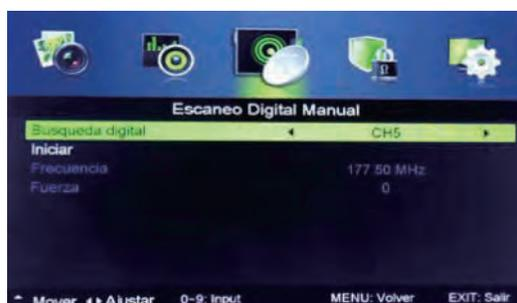 Escaneo Digital Manual
Busqueda digital CH5
Iniciar
Frecuencia 177.50 MHz
Fuerza 0
Mover Ajustar 0-9: Input MENU: Volver EXIT: Salir